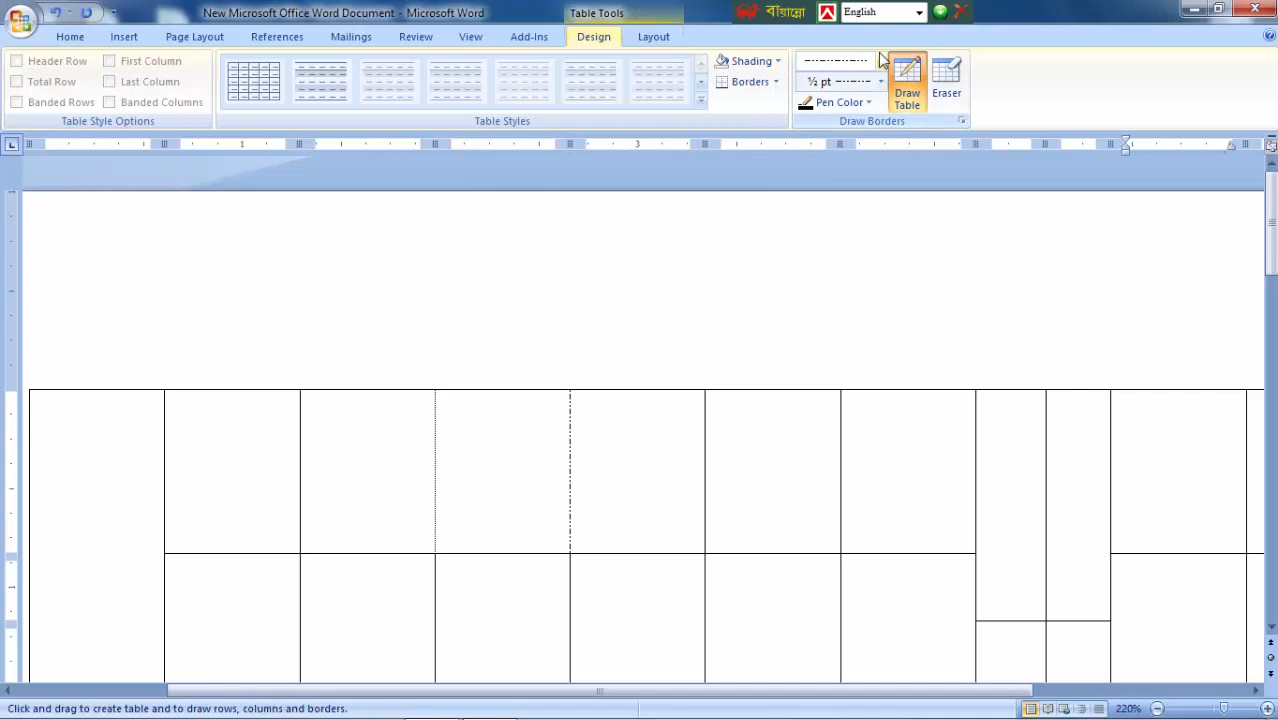 New Microsoft Office Word Document - Microsoft Word
Table Tools
বায়ান্নো
English
Home Insert Page Layout References Mailings Review View Add-Ins Design Layout
Header Row First Column
Total Row Last Column
Banded Rows Banded Columns
Table Style Options
Table Styles
Shading
Borders
½ pt
Pen Color
Draw Table
Eraser
Draw Borders
1 3
1
Click and drag to create table and to draw rows, columns and borders.
220%